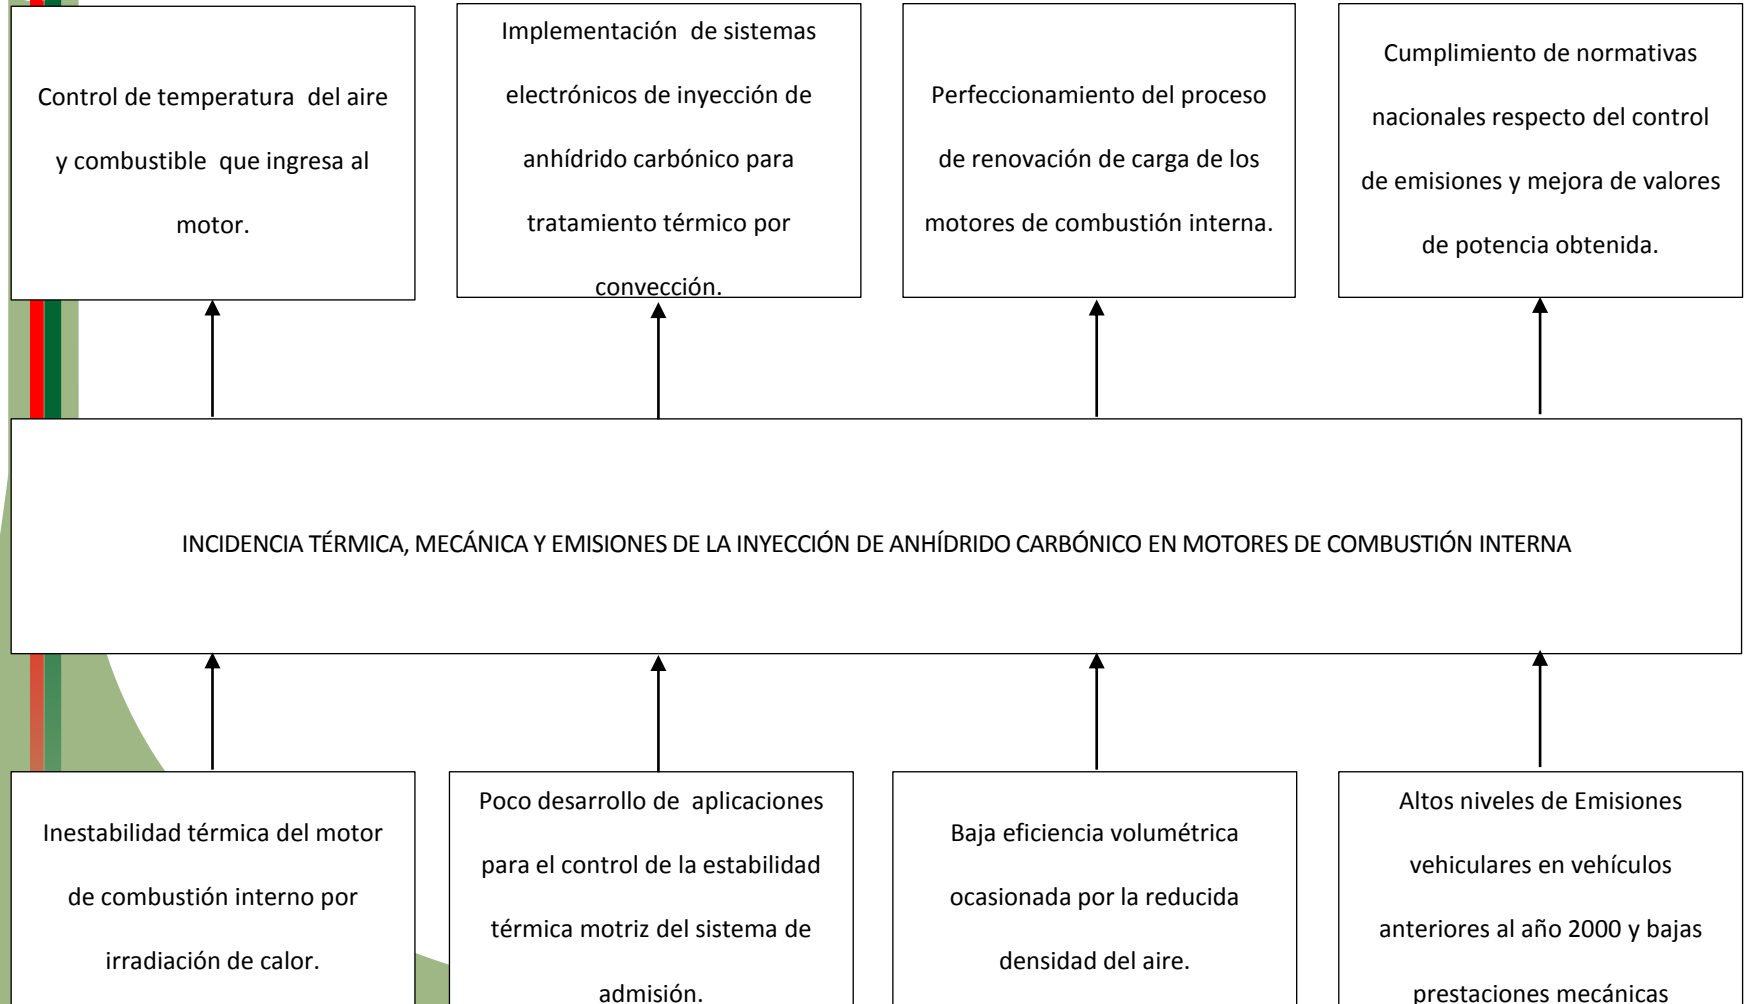 Control de temperatura del aire
y combustible que ingresa al
motor.
Implementación de sistemas
electrónicos de inyección de
anhídrido carbónico para
tratamiento térmico por
convección.
Perfeccionamiento del proceso
de renovación de carga de los
motores de combustión interna.
Cumplimiento de normativas
nacionales respecto del control
de emisiones y mejora de valores
de potencia obtenida.
INCIDENCIA TÉRMICA, MECÁNICA Y EMISIONES DE LA INYECCIÓN DE ANHÍDRIDO CARBÓNICO EN MOTORES DE COMBUSTIÓN INTERNA
Inestabilidad térmica del motor
de combustión interno por
irradiación de calor.
Poco desarrollo de aplicaciones
para el control de la estabilidad
térmica motriz del sistema de
admisión.
Baja eficiencia volumétrica
ocasionada por la reducida
densidad del aire.
Altos niveles de Emisiones
vehiculares en vehículos
anteriores al año 2000 y bajas
prestaciones mecánicas